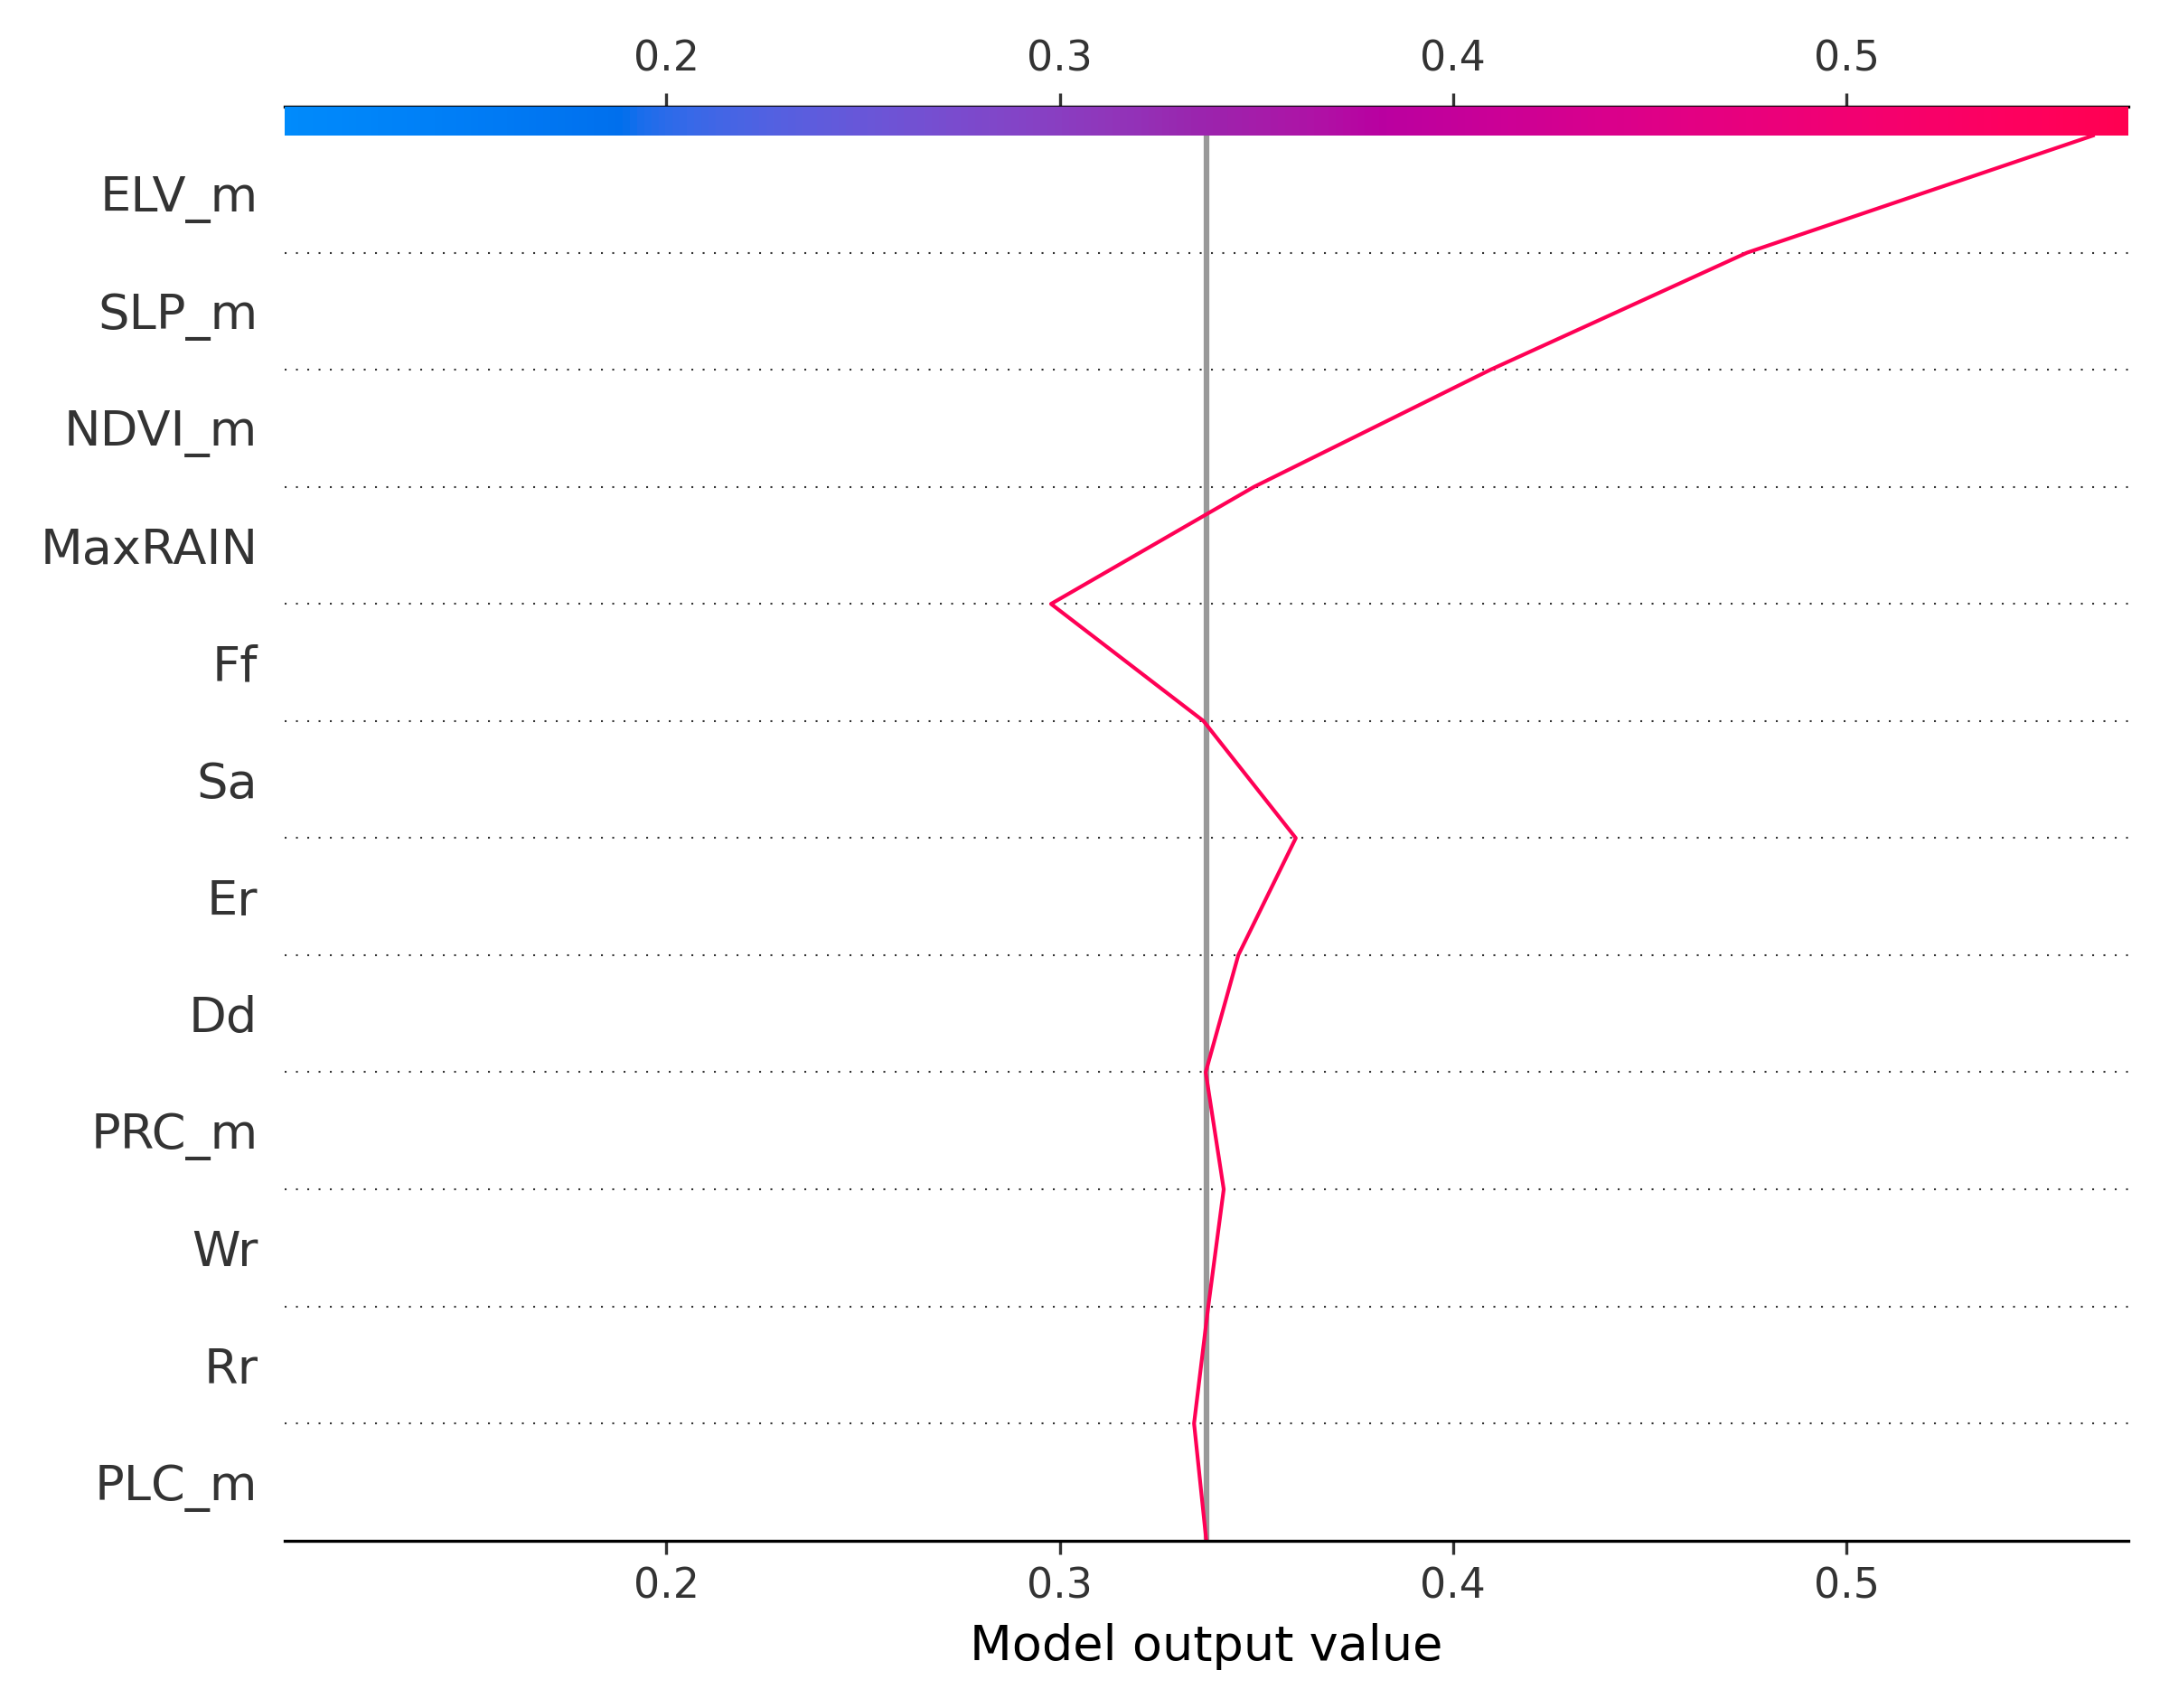 0.2 0.3 0.4 0.5
ELV_m
SLP_m
NDVI_m
MaxRAIN
Ff
Sa
Er
Dd
PRC_m
Wr
Rr
PLC_m
0.2 0.3 0.4 0.5
Model output value